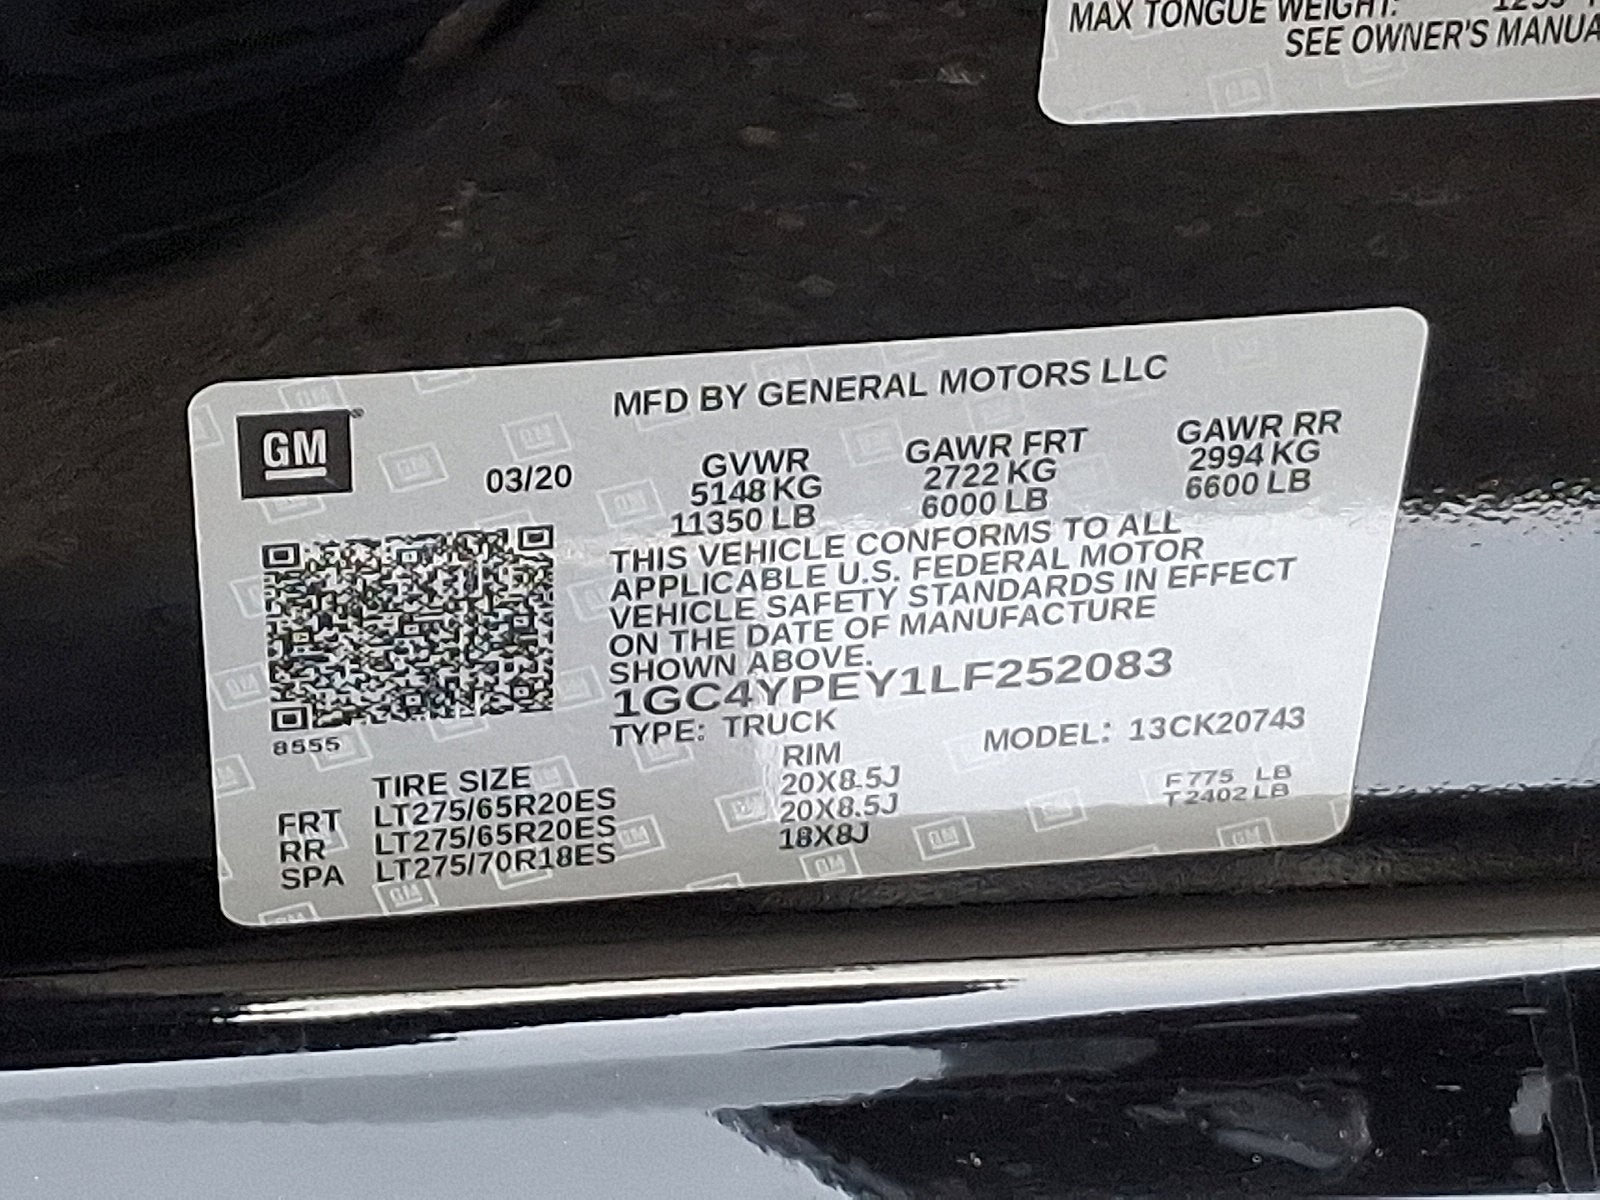 MAX TONGUE WEIGHT:
SEE OWNER'S MANUA
MFD BY GENERAL MOTORS LLC
GM
03/20
GVWR GAWR FRT GAWR RR
5148 KG 2722 KG 2994 KG
11350 LB 6000 LB 6600 LB
THIS VEHICLE CONFORMS TO ALL
APPLICABLE U.S. FEDERAL MOTOR
VEHICLE SAFETY STANDARDS IN EFFECT
ON THE DATE OF MANUFACTURE
SHOWN ABOVE.
1GC4YPEY1LF252083
8555
TYPE: TRUCK MODEL: 13CK20743
TIRE SIZE RIM
FRT LT275/65R20ES 20X8.5J F 775 LB
RR LT275/65R20ES 20X8.5J T 2402 LB
SPA LT275/70R18ES 18X8J